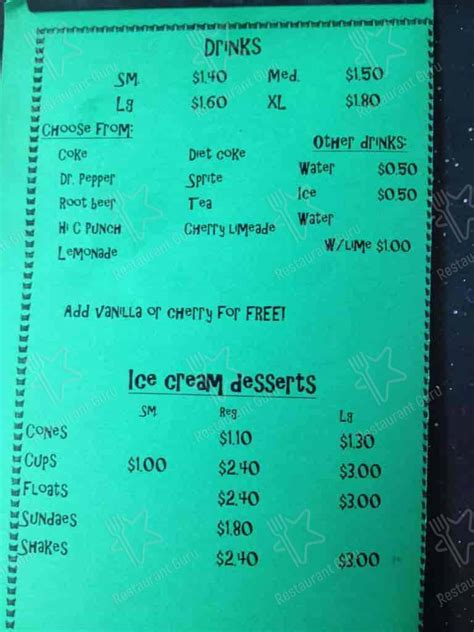 DRINKS
SM. $1.40 Med. $1.50
Lg $1.60 XL $1.80
CHOOSE FROM:
Coke Diet coke
Dr. Pepper Sprite
Root beer Tea
Hi C PUNCH CHERRY LIMEADE
LEMONADE
Other drinks:
Water $0.50
Ice $0.50
Water
W/LIME $1.00
Add VANILLA or CHERRY FOR FREE!
Ice cream desserts
SM. Reg. Lg
CONES $1.10 $1.30
CUPS $1.00 $2.40 $3.00
Floats $2.40 $3.00
SUNDAES $1.80
SHAKES $2.40 $3.00
Restaurant Guru